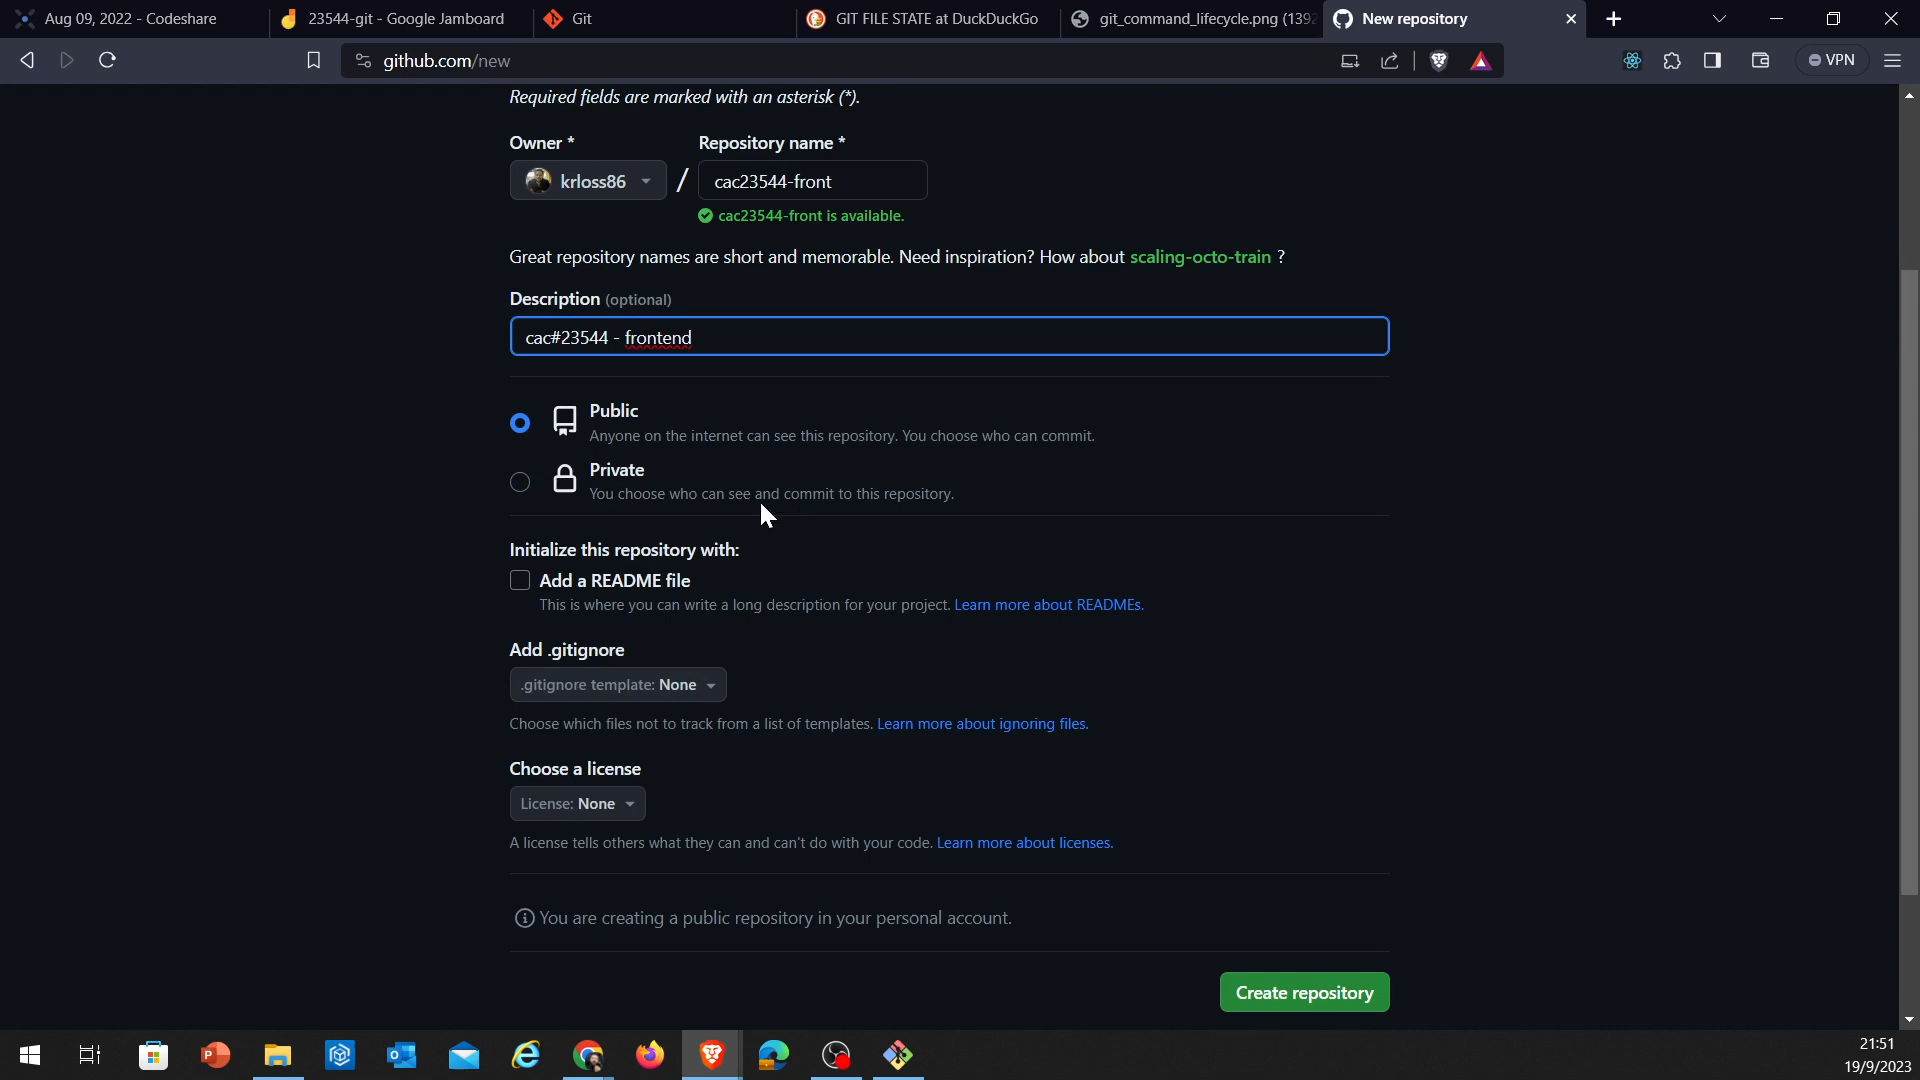 Aug 09, 2022 - Codeshare
23544-git - Google Jamboard
Git
GIT FILE STATE at DuckDuckGo
git_command_lifecycle.png (1392
New repository
github.com/new
VPN
Required fields are marked with an asterisk (*).
Owner *
Repository name *
krloss86
/
cac23544-front
cac23544-front is available.
Great repository names are short and memorable. Need inspiration? How about scaling-octo-train ?
Description (optional)
cac#23544 - frontend
Public
Anyone on the internet can see this repository. You choose who can commit.
Private
You choose who can see and commit to this repository.
Initialize this repository with:
Add a README file
This is where you can write a long description for your project. Learn more about READMEs.
Add .gitignore
.gitignore template: None
Choose which files not to track from a list of templates. Learn more about ignoring files.
Choose a license
License: None
A license tells others what they can and can't do with your code. Learn more about licenses.
You are creating a public repository in your personal account.
Create repository
21:51
19/9/2023